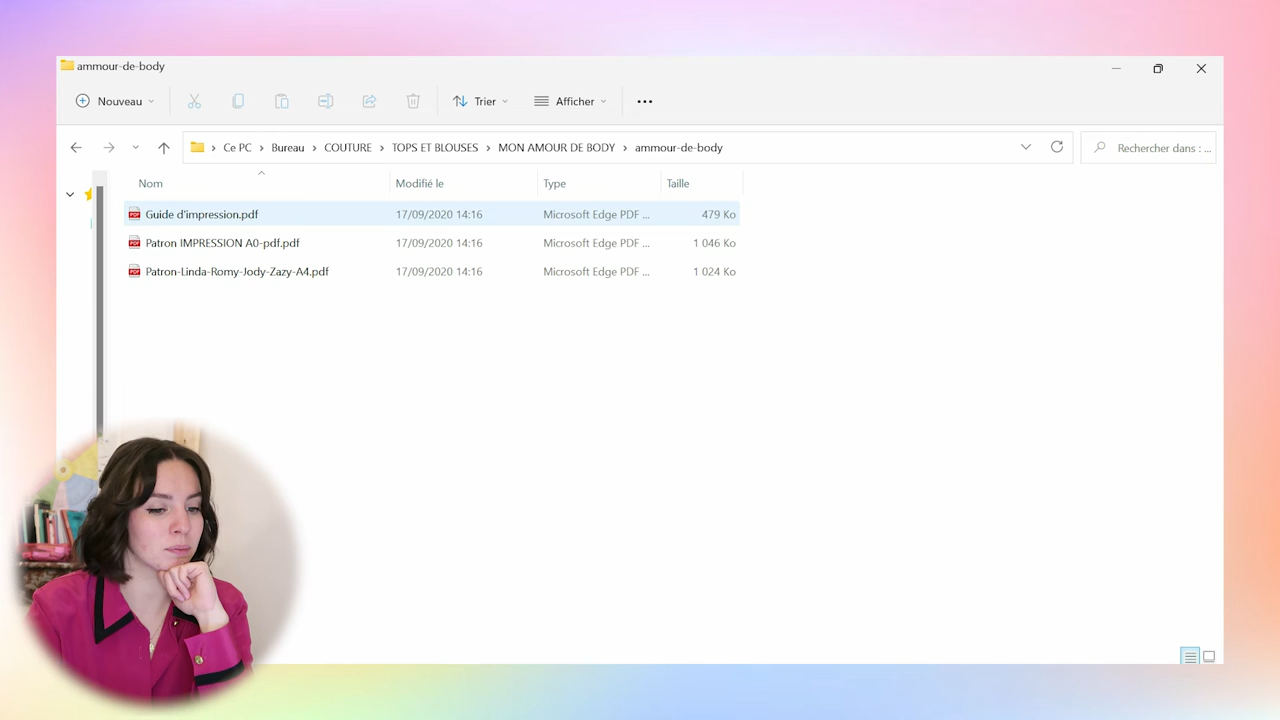 ammour-de-body
Nouveau
Trier
Afficher
Ce PC > Bureau > COUTURE > TOPS ET BLOUSES > MON AMOUR DE BODY > ammour-de-body
Rechercher dans : ...
Nom Modifié le Type Taille
PDF Guide d'impression.pdf 17/09/2020 14:16 Microsoft Edge PDF ... 479 Ko
PDF Patron IMPRESSION A0-pdf.pdf 17/09/2020 14:16 Microsoft Edge PDF ... 1 046 Ko
PDF Patron-Linda-Romy-Jody-Zazy-A4.pdf 17/09/2020 14:16 Microsoft Edge PDF ... 1 024 Ko